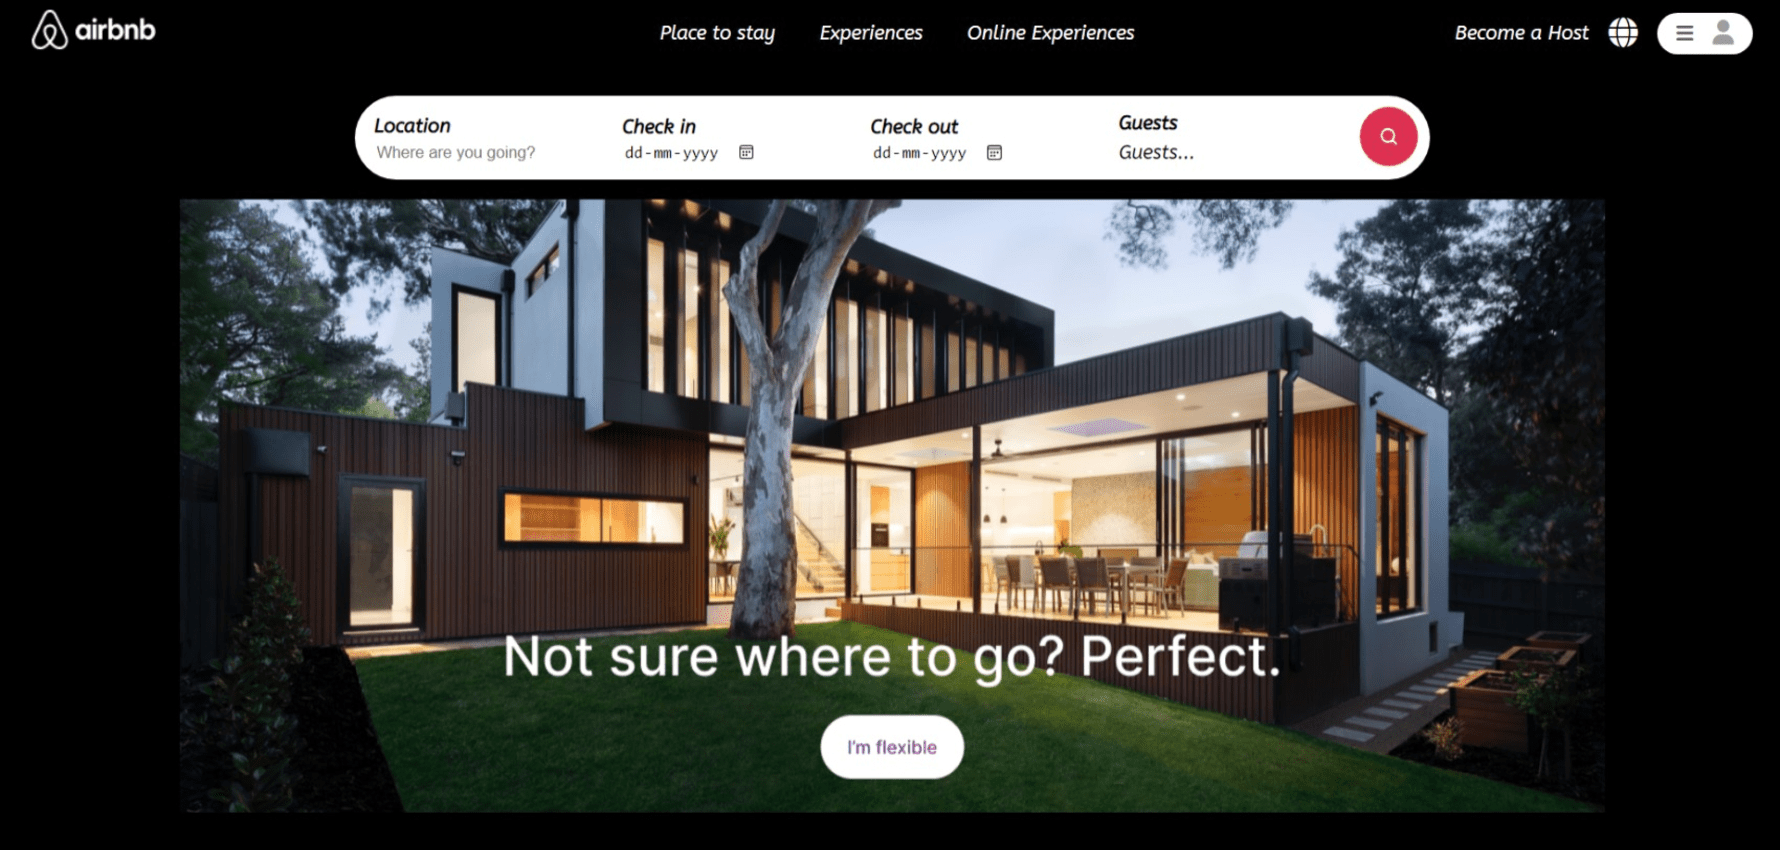 airbnb
Place to stay
Experiences
Online Experiences
Become a Host
Location
Where are you going?
Check in
dd-mm-yyyy
Check out
dd-mm-yyyy
Guests
Guests...
Not sure where to go? Perfect.
I'm flexible